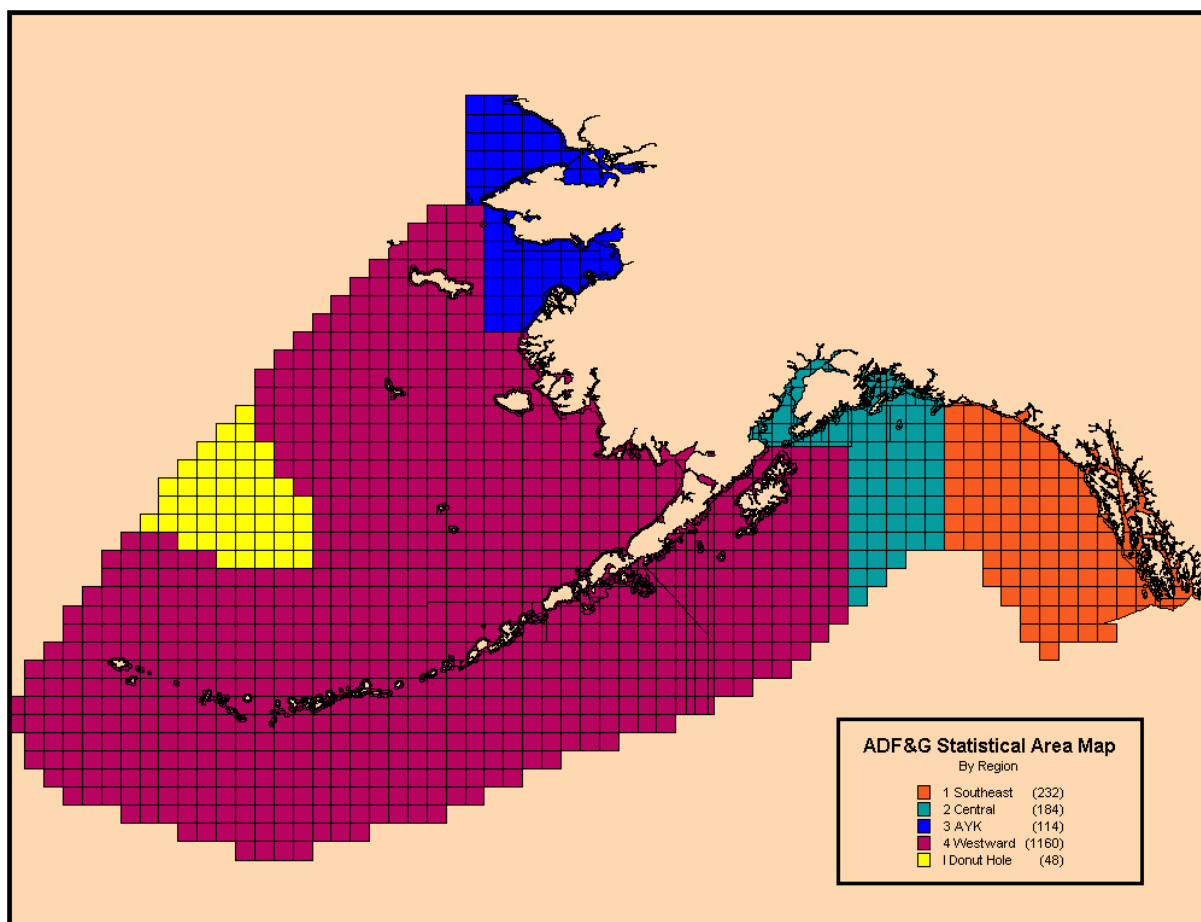 ADF&G Statistical Area Map
By Region
1 Southeast (232)
2 Central (184)
3 AYK (114)
4 Westward (1160)
I Donut Hole (48)